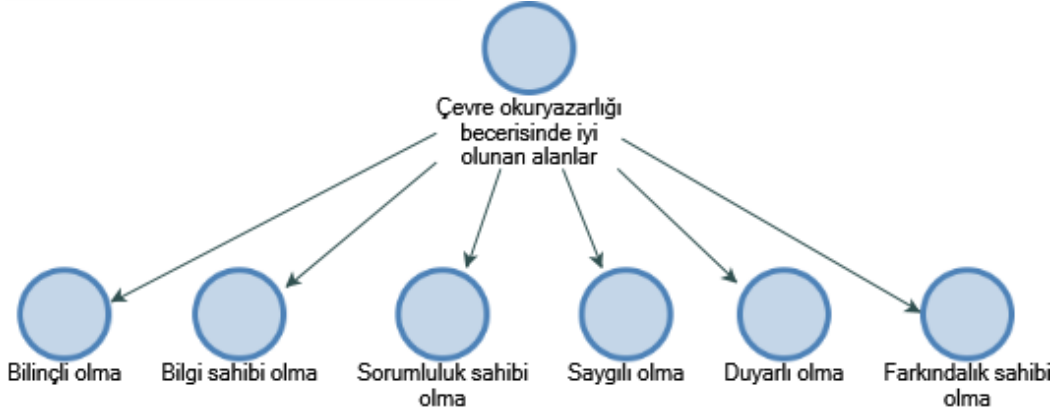 Çevre okuryazarlığı
becerisinde iyi
olunan alanlar
Bilinçli olma
Bilgi sahibi olma
Sorumluluk sahibi
olma
Saygılı olma
Duyarlı olma
Farkındalık sahibi
olma